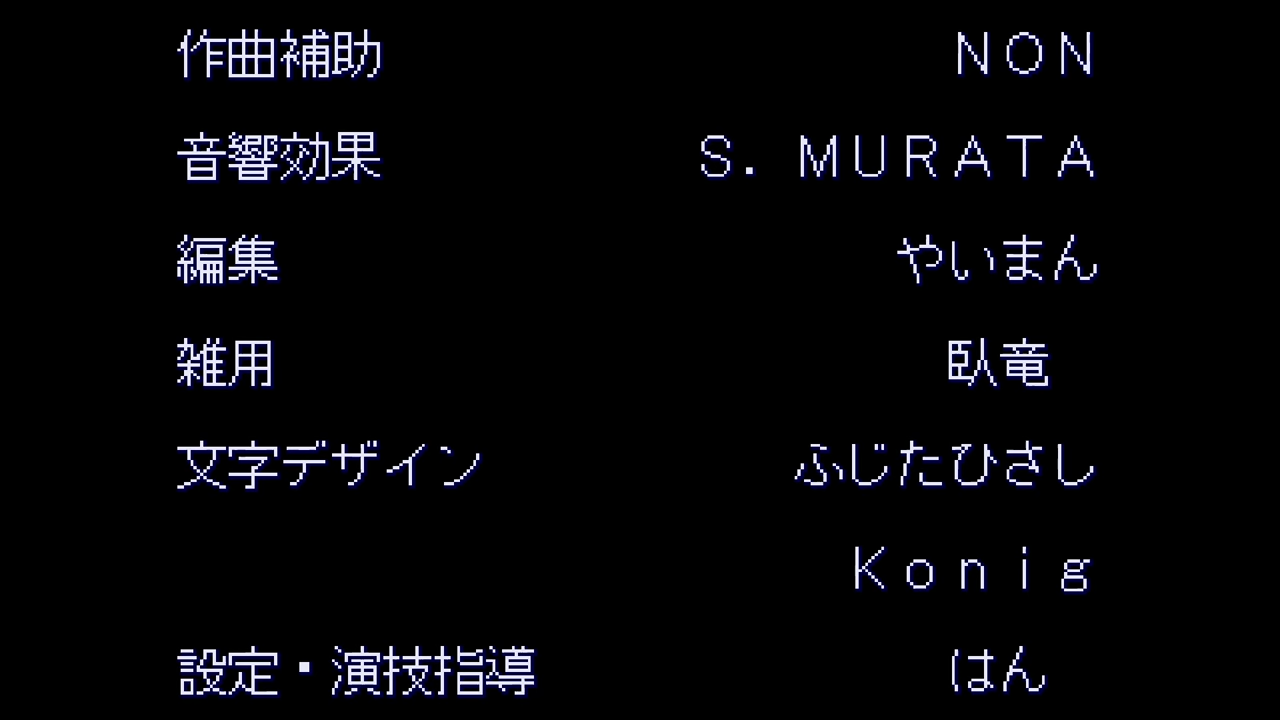 作曲補助 ＮＯＮ
音響効果 Ｓ．ＭＵＲＡＴＡ
編集 やいまん
雑用 臥竜
文字デザイン ふじたひさし
Ｋｏｎｉｇ
設定・演技指導 はん